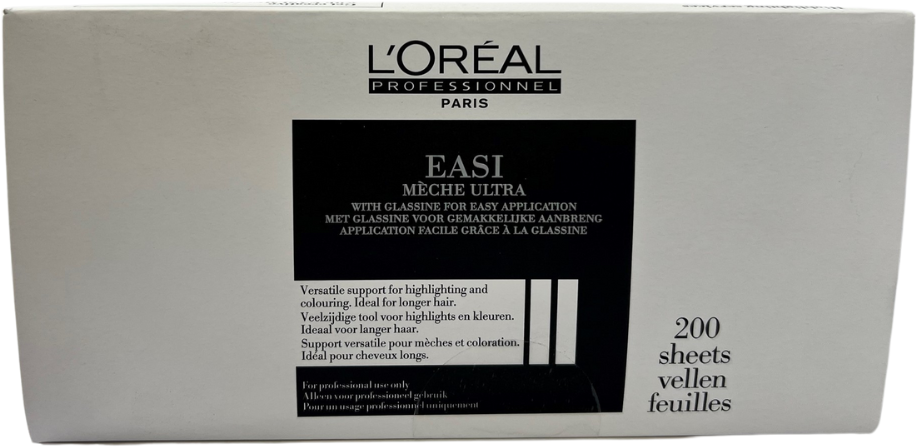 L'ORÉAL
PROFESSIONNEL
PARIS
EASI
MÈCHE ULTRA
WITH GLASSINE FOR EASY APPLICATION
MET GLASSINE VOOR GEMAKKELIJKE AANBRENG
APPLICATION FACILE GRÂCE À LA GLASSINE
Versatile support for highlighting and
colouring. Ideal for longer hair.
Veelzijdige tool voor highlights en kleuren.
Ideaal voor langer haar.
Support versatile pour mèches et coloration.
Idéal pour cheveux longs.
For professional use only
Alleen voor professioneel gebruik
Pour un usage professionnel uniquement
200
sheets
vellen
feuilles